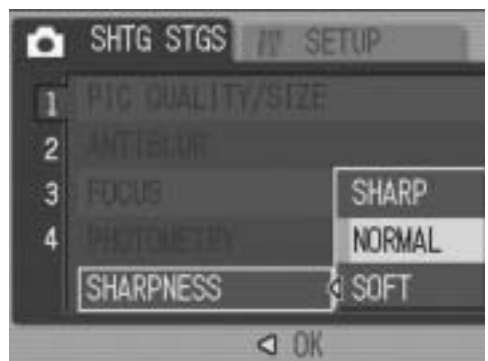 SHTG STGS SETUP
1 PIC QUALITY/SIZE
2 ANTIBLUR
3 FOCUS SHARP
4 PHOTOMETRY NORMAL
SHARPNESS SOFT
OK